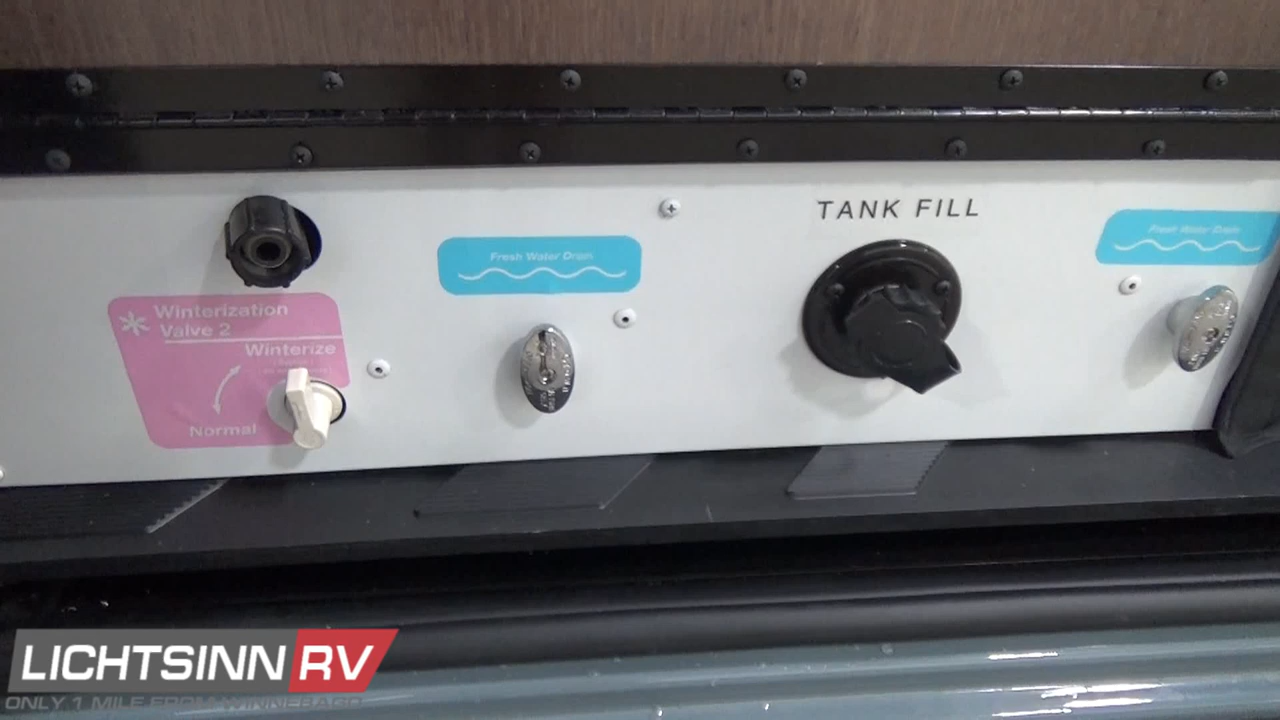 TANK FILL
Fresh Water Drain
Fresh Water Drain
Winterization
Valve 2
Winterize
Normal
LICHTSINN RV
ONLY 1 MILE FROM WINNEBAGO